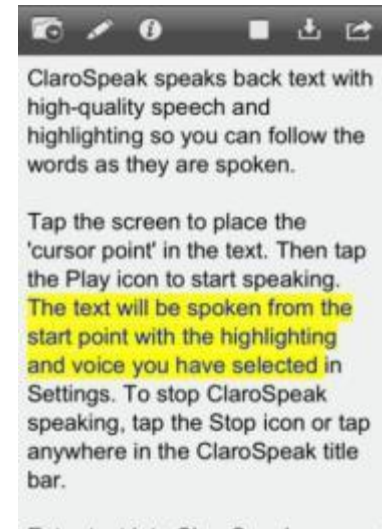 ClaroSpeak speaks back text with
high-quality speech and
highlighting so you can follow the
words as they are spoken.
Tap the screen to place the
'cursor point' in the text. Then tap
the Play icon to start speaking.
The text will be spoken from the
start point with the highlighting
and voice you have selected in
Settings. To stop ClaroSpeak
speaking, tap the Stop icon or tap
anywhere in the ClaroSpeak title
bar.